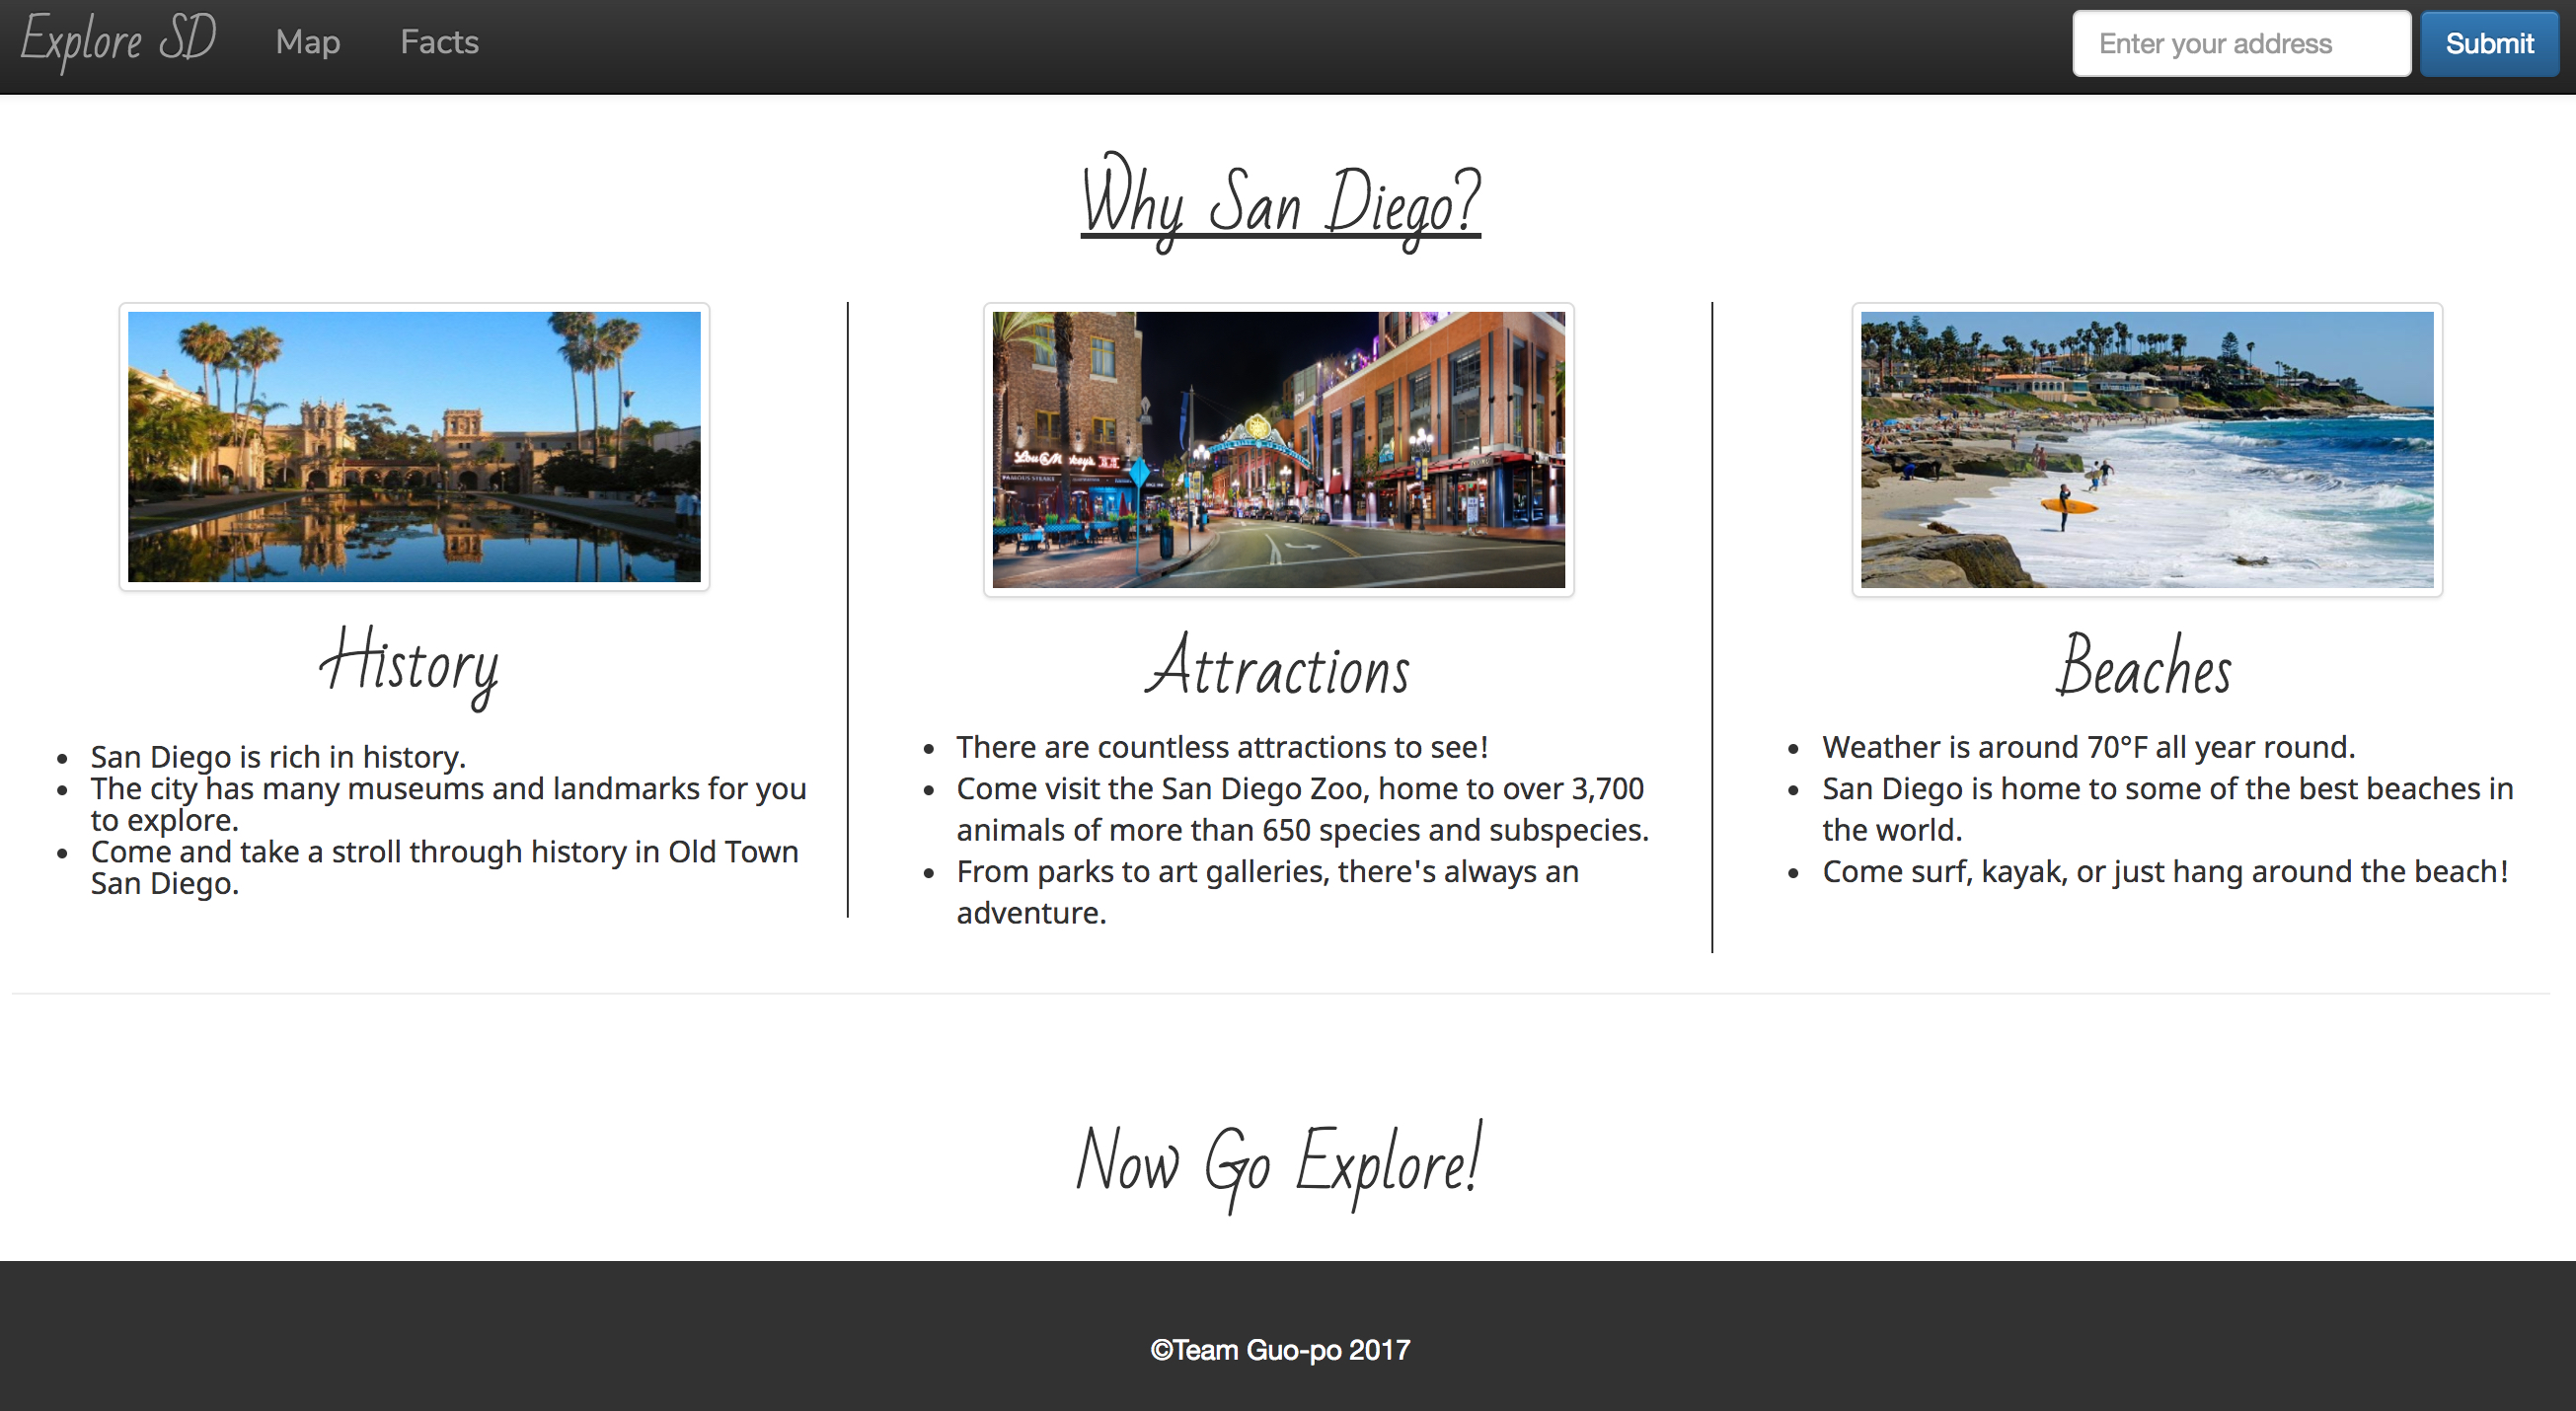 Explore SD Map Facts Enter your address Submit
Why San Diego?
History
San Diego is rich in history.
The city has many museums and landmarks for you
to explore.
Come and take a stroll through history in Old Town
San Diego.
Attractions
There are countless attractions to see!
Come visit the San Diego Zoo, home to over 3,700
animals of more than 650 species and subspecies.
From parks to art galleries, there's always an
adventure.
Beaches
Weather is around 70°F all year round.
San Diego is home to some of the best beaches in
the world.
Come surf, kayak, or just hang around the beach!
Now Go Explore!
©Team Guo-po 2017